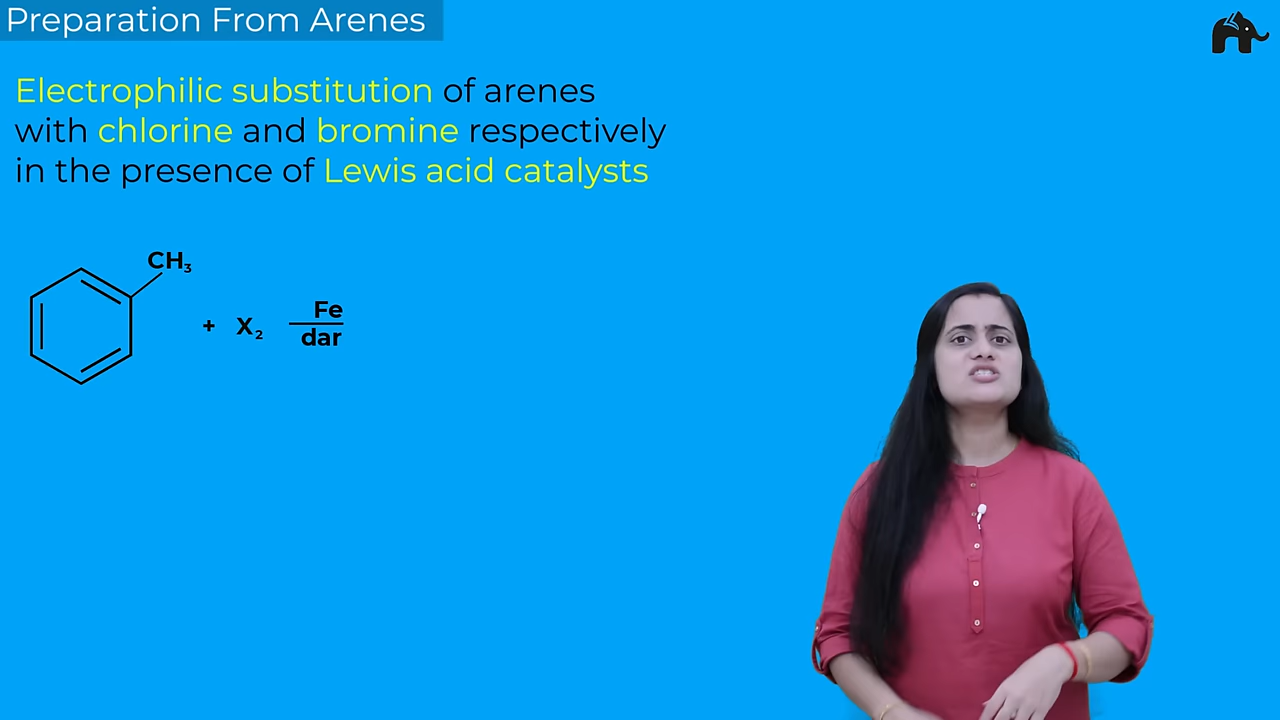 Preparation From Arenes
Electrophilic substitution of arenes
with chlorine and bromine respectively
in the presence of Lewis acid catalysts
CH₃
+ X₂
Fe
dar